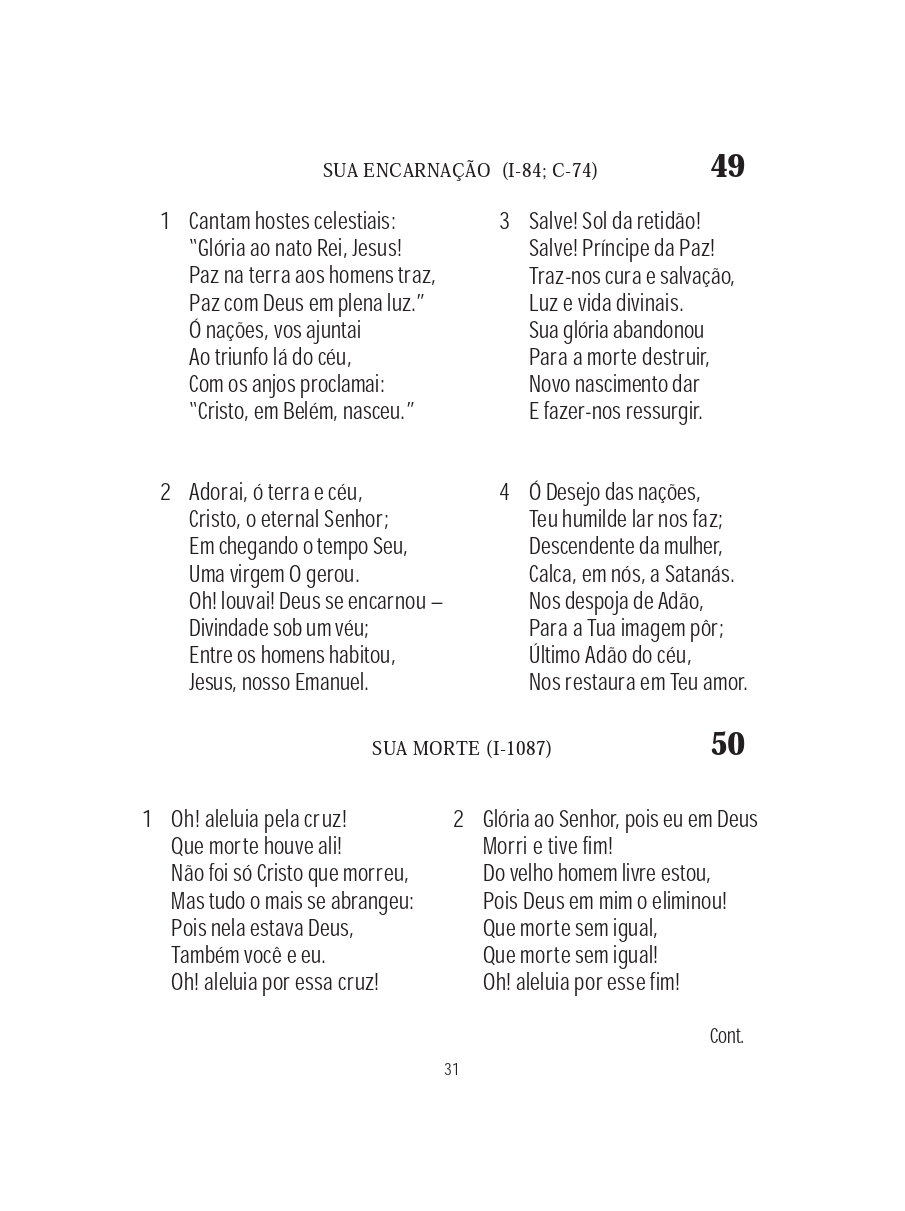 SUA ENCARNAÇÃO (I-84; C-74) 49
1 Cantam hostes celestiais:
“Glória ao nato Rei, Jesus!
Paz na terra aos homens traz,
Paz com Deus em plena luz.”
Ó nações, vos ajuntai
Ao triunfo lá do céu,
Com os anjos proclamai:
“Cristo, em Belém, nasceu.”
2 Adorai, ó terra e céu,
Cristo, o eternal Senhor;
Em chegando o tempo Seu,
Uma virgem O gerou.
Oh! louvai! Deus se encarnou –
Divindade sob um véu;
Entre os homens habitou,
Jesus, nosso Emanuel.
3 Salve! Sol da retidão!
Salve! Príncipe da Paz!
Traz-nos cura e salvação,
Luz e vida divinais.
Sua glória abandonou
Para a morte destruir,
Novo nascimento dar
E fazer-nos ressurgir.
4 Ó Desejo das nações,
Teu humilde lar nos faz;
Descendente da mulher,
Calca, em nós, a Satanás.
Nos despoja de Adão,
Para a Tua imagem pôr;
Último Adão do céu,
Nos restaura em Teu amor.
SUA MORTE (I-1087) 50
1 Oh! aleluia pela cruz!
Que morte houve ali!
Não foi só Cristo que morreu,
Mas tudo o mais se abrangeu:
Pois nela estava Deus,
Também você e eu.
Oh! aleluia por essa cruz!
2 Glória ao Senhor, pois eu em Deus
Morri e tive fim!
Do velho homem livre estou,
Pois Deus em mim o eliminou!
Que morte sem igual,
Que morte sem igual!
Oh! aleluia por esse fim!
Cont.
31